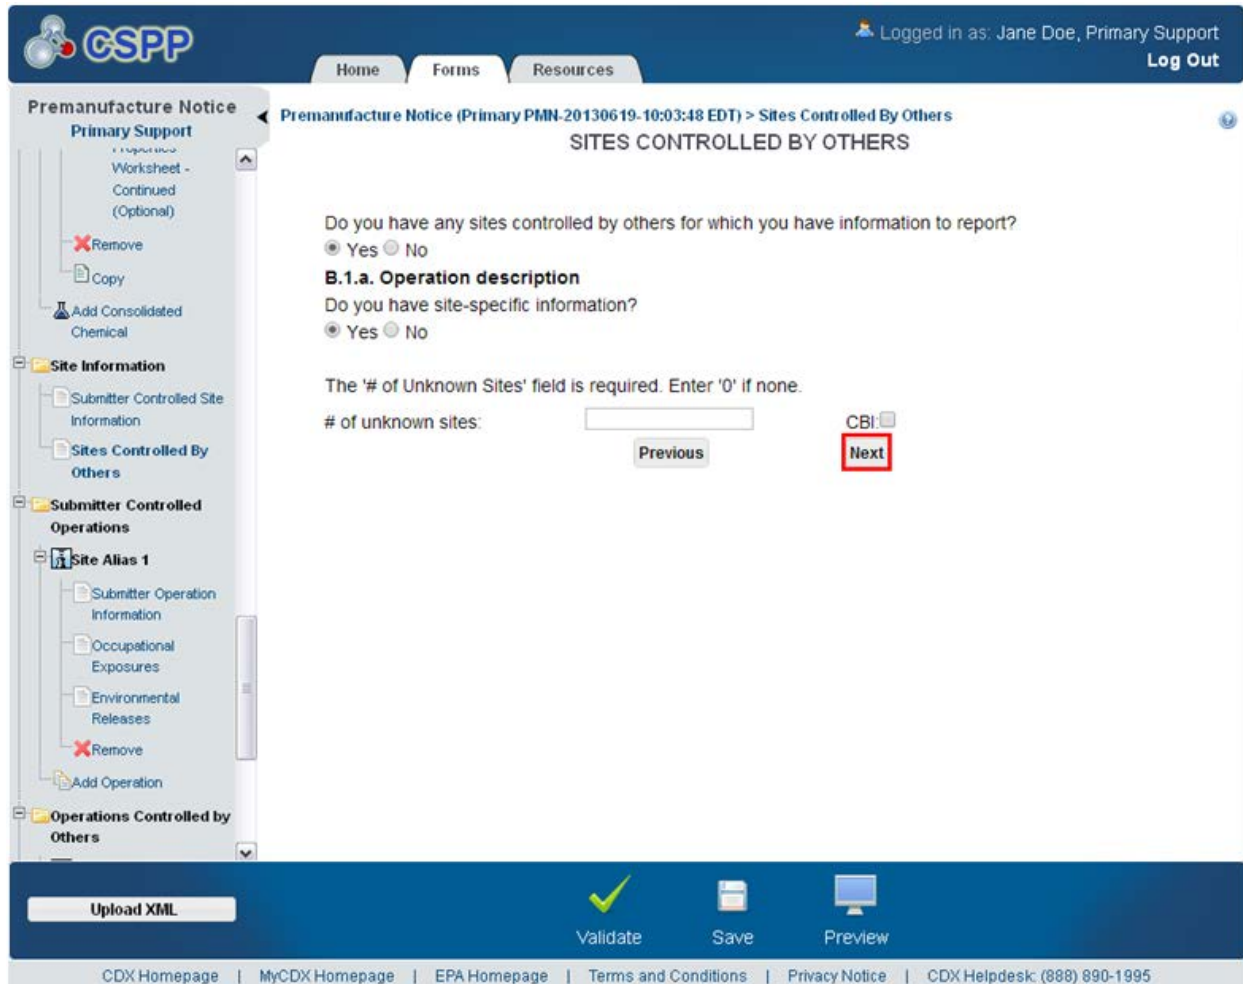 CSPP
Logged in as: Jane Doe, Primary Support
Log Out
Home Forms Resources
Premanufacture Notice
Primary Support
Properties
Worksheet -
Continued
(Optional)
Remove
Copy
Add Consolidated
Chemical
Site Information
Submitter Controlled Site
Information
Sites Controlled By
Others
Submitter Controlled
Operations
Site Alias 1
Submitter Operation
Information
Occupational
Exposures
Environmental
Releases
Remove
Add Operation
Operations Controlled by
Others
Premanufacture Notice (Primary PMN-20130619-10:03:48 EDT) > Sites Controlled By Others
SITES CONTROLLED BY OTHERS
Do you have any sites controlled by others for which you have information to report?
Yes No
B.1.a. Operation description
Do you have site-specific information?
Yes No
The '# of Unknown Sites' field is required. Enter '0' if none.
# of unknown sites: CBI:
Previous Next
Upload XML
Validate Save Preview
CDX Homepage | MyCDX Homepage | EPA Homepage | Terms and Conditions | Privacy Notice | CDX Helpdesk: (888) 890-1995